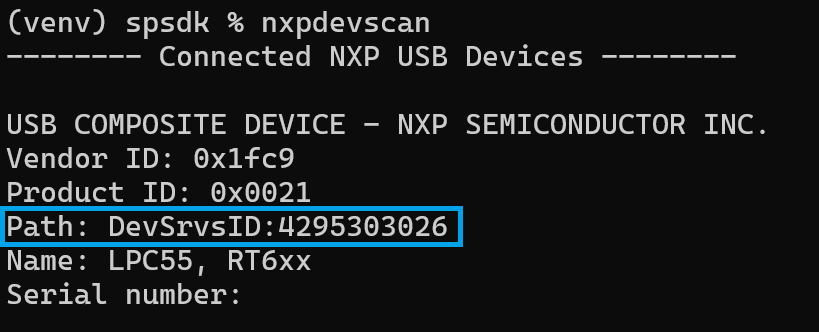 (venv) spsdk % nxpdevscan
-------- Connected NXP USB Devices --------
USB COMPOSITE DEVICE - NXP SEMICONDUCTOR INC.
Vendor ID: 0x1fc9
Product ID: 0x0021
Path: DevSrvsID:4295303026
Name: LPC55, RT6xx
Serial number: